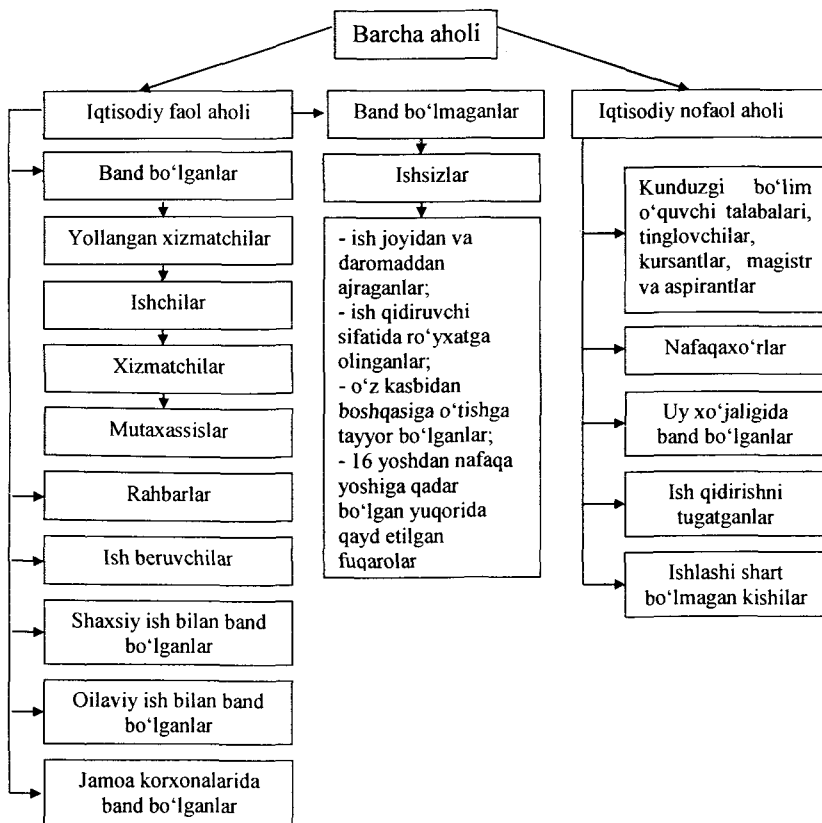 Barcha aholi
Iqtisodiy faol aholi
Band bo‘lganlar
Yollangan xizmatchilar
Ishchilar
Xizmatchilar
Mutaxassislar
Rahbarlar
Ish beruvchilar
Shaxsiy ish bilan band
bo‘lganlar
Oilaviy ish bilan band
bo‘lganlar
Jamoa korxonalarida
band bo‘lganlar
Band bo‘lmaganlar
Ishsizlar
- ish joyidan va
daromaddan
ajraganlar;
- ish qidiruvchi
sifatida ro‘yxatga
olinganlar;
- o‘z kasbidan
boshqasiga o‘tishga
tayyor bo‘lganlar;
- 16 yoshdan nafaqa
yoshiga qadar
bo‘lgan yuqorida
qayd etilgan
fuqarolar
Iqtisodiy nofaol aholi
Kunduzgi bo‘lim
o‘quvchi talabalari,
tinglovchilar,
kursantlar, magistr
va aspirantlar
Nafaqaxo‘rlar
Uy xo‘jaligida
band bo‘lganlar
Ish qidirishni
tugatganlar
Ishlashi shart
bo‘lmagan kishilar